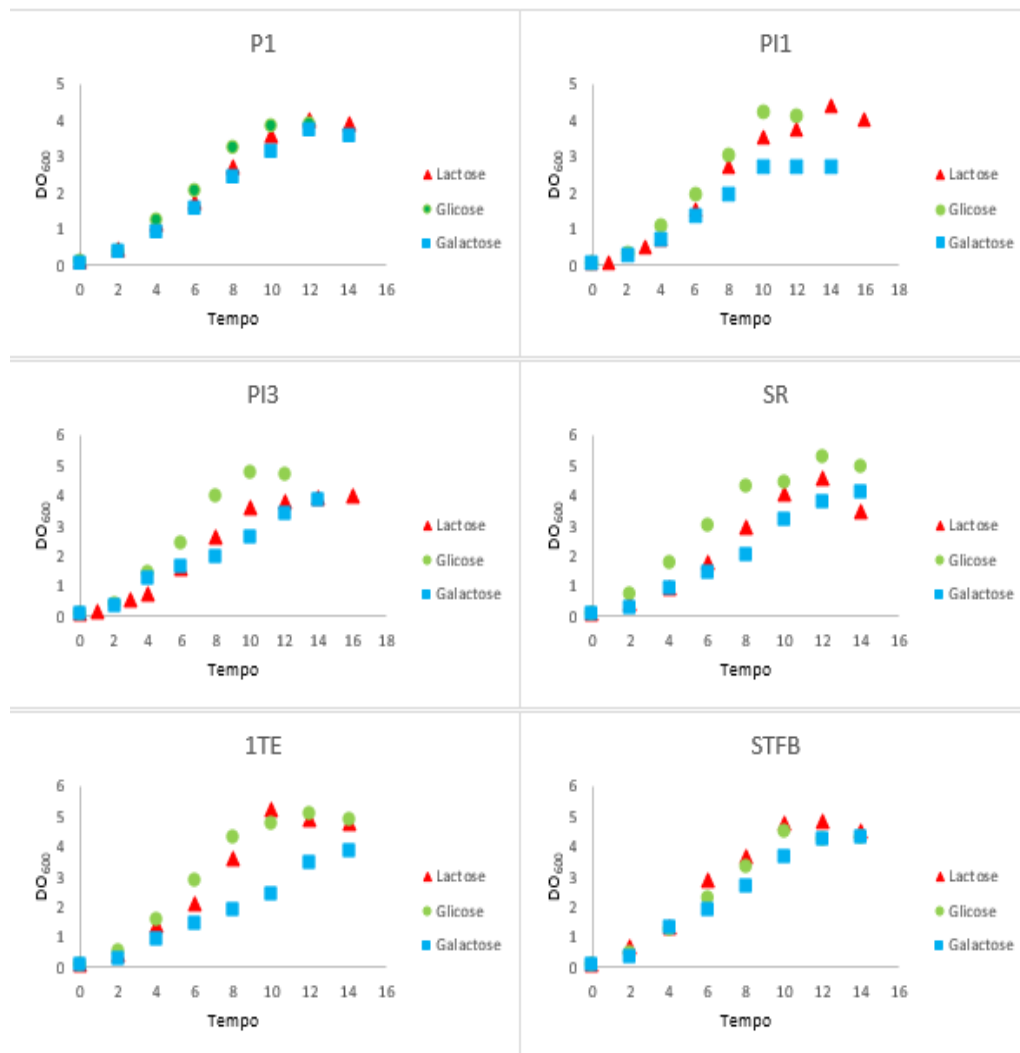 P1
5
4
3
2
1
0
DO600
0 2 4 6 8 10 12 14 16
Tempo
Lactose
Glicose
Galactose
PI1
5
4
3
2
1
0
DO600
0 2 4 6 8 10 12 14 16 18
Tempo
Lactose
Glicose
Galactose
PI3
6
5
4
3
2
1
0
DO600
0 2 4 6 8 10 12 14 16 18
Tempo
Lactose
Glicose
Galactose
SR
6
5
4
3
2
1
0
DO600
0 2 4 6 8 10 12 14 16
Tempo
Lactose
Glicose
Galactose
1TE
6
5
4
3
2
1
0
DO600
0 2 4 6 8 10 12 14 16
Tempo
Lactose
Glicose
Galactose
STFB
6
5
4
3
2
1
0
DO600
0 2 4 6 8 10 12 14 16
Tempo
Lactose
Glicose
Galactose